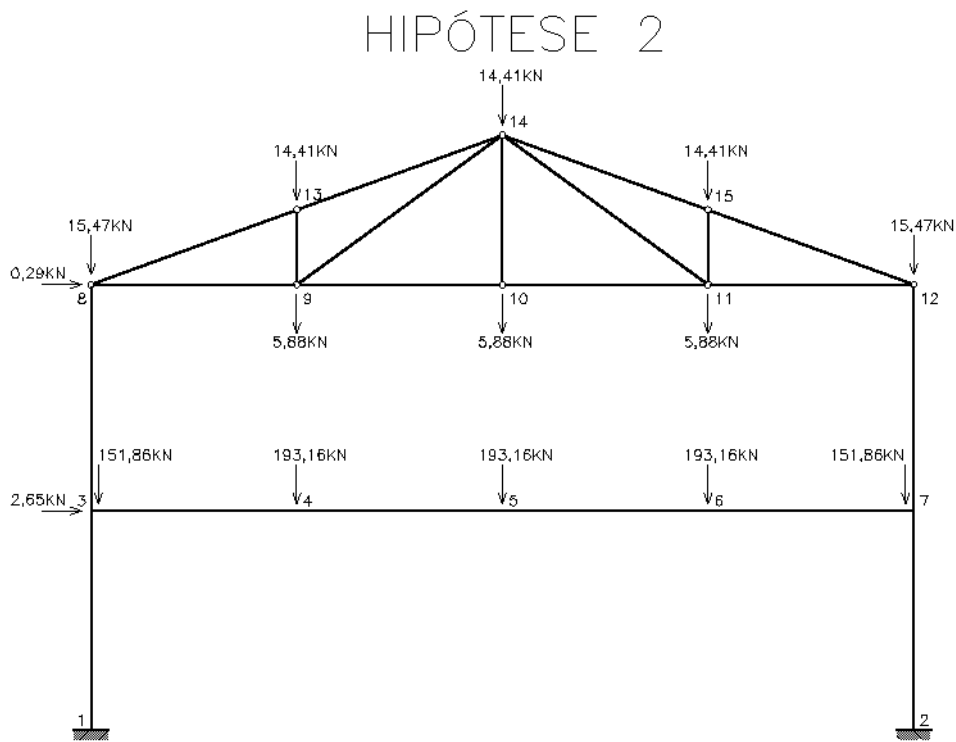 HIPÓTESE 2
14,41KN
14
14,41KN
14,41KN
13
15
15,47KN
15,47KN
0,29KN
8
9
10
11
12
5,88KN
5,88KN
5,88KN
151,86KN
193,16KN
193,16KN
193,16KN
151,86KN
2,65KN
3
4
5
6
7
1
2